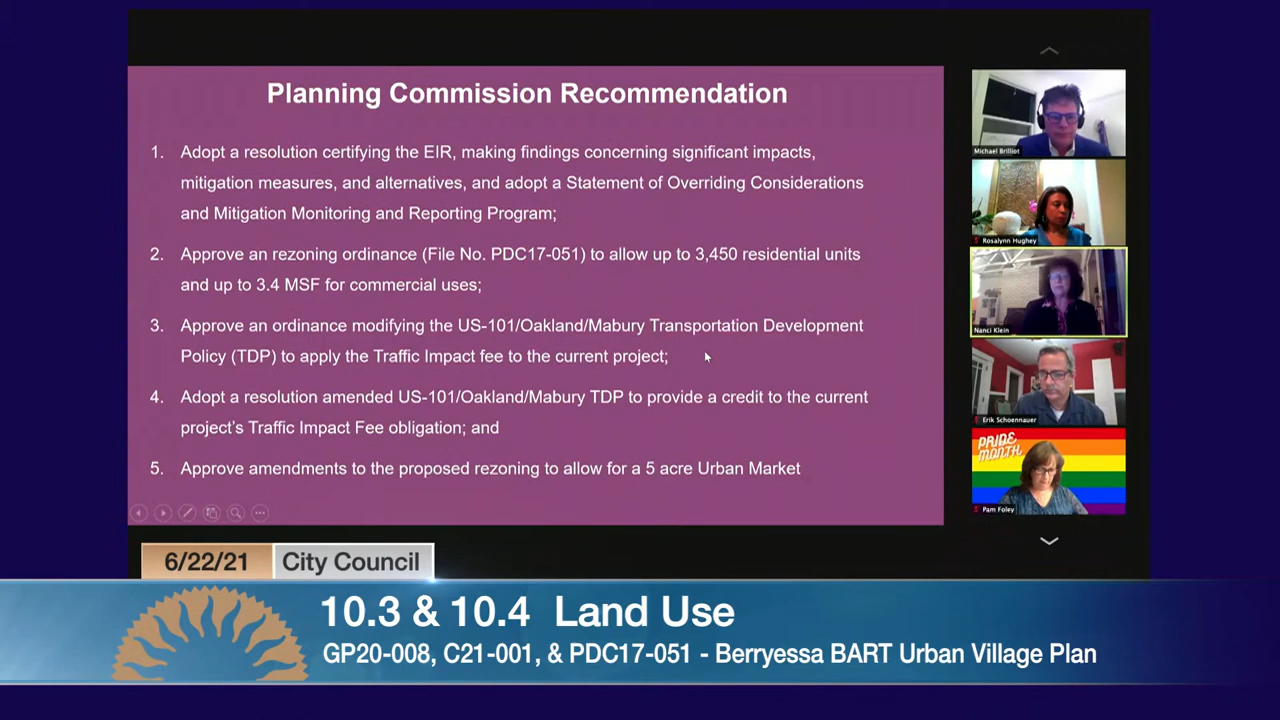 Planning Commission Recommendation
1. Adopt a resolution certifying the EIR, making findings concerning significant impacts,
mitigation measures, and alternatives, and adopt a Statement of Overriding Considerations
and Mitigation Monitoring and Reporting Program;
2. Approve an rezoning ordinance (File No. PDC17-051) to allow up to 3,450 residential units
and up to 3.4 MSF for commercial uses;
3. Approve an ordinance modifying the US-101/Oakland/Mabury Transportation Development
Policy (TDP) to apply the Traffic Impact fee to the current project;
4. Adopt a resolution amended US-101/Oakland/Mabury TDP to provide a credit to the current
project's Traffic Impact Fee obligation; and
5. Approve amendments to the proposed rezoning to allow for a 5 acre Urban Market
Michael Brilliot
Rosalynn Hughey
Nanci Klein
Erik Schoennauer
PRIDE
MONTH
Pam Foley
6/22/21 City Council
10.3 & 10.4 Land Use
GP20-008, C21-001, & PDC17-051 - Berryessa BART Urban Village Plan